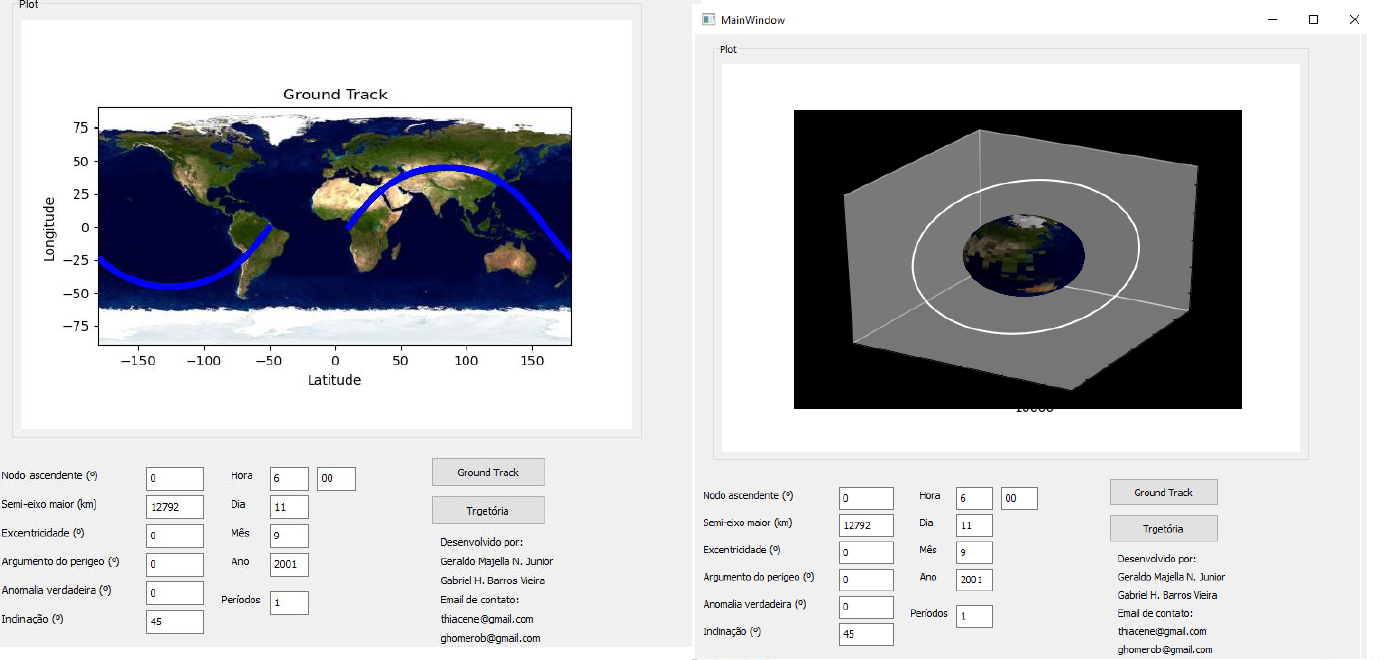 Plot
Ground Track
75
50
25
0
−25
−50
−75
Longitude
−150
−100
−50
0
50
100
150
Latitude
Nodo ascendente (º)
0
Hora
6
00
Ground Track
Semi-eixo maior (km)
12792
Dia
11
Trgetória
Excentricidade (º)
0
Mês
9
Desenvolvido por:
Argumento do perigeo (º)
0
Ano
2001
Geraldo Majella N. Junior
Anomalia verdadeira (º)
0
Períodos
1
Gabriel H. Barros Vieira
Email de contato:
Indinação (º)
45
thiacene@gmail.com
ghomerob@gmail.com
MainWindow
Plot
Nodo ascendente (º)
0
Hora
6
00
Ground Track
Semi-eixo maior (km)
12792
Dia
11
Trgetória
Excentricidade (º)
0
Mês
9
Desenvolvido por:
Argumento do perigeo (º)
0
Ano
2001
Geraldo Majella N. Junior
Gabriel H. Barros Vieira
Anomalia verdadeira (º)
0
Períodos
1
Email de contato:
Indinação (º)
45
thiacene@gmail.com
ghomerob@gmail.com